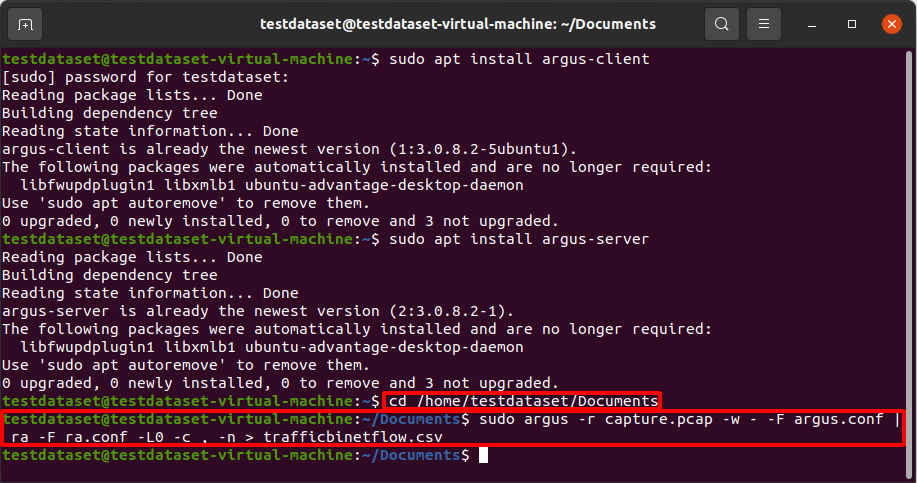 testdataset@testdataset-virtual-machine: ~/Documents
testdataset@testdataset-virtual-machine:~$ sudo apt install argus-client
[sudo] password for testdataset:
Reading package lists... Done
Building dependency tree
Reading state information... Done
argus-client is already the newest version (1:3.0.8.2-5ubuntu1).
The following packages were automatically installed and are no longer required:
  libfwupdplugin1 libxmlb1 ubuntu-advantage-desktop-daemon
Use 'sudo apt autoremove' to remove them.
0 upgraded, 0 newly installed, 0 to remove and 3 not upgraded.
testdataset@testdataset-virtual-machine:~$ sudo apt install argus-server
Reading package lists... Done
Building dependency tree
Reading state information... Done
argus-server is already the newest version (2:3.0.8.2-1).
The following packages were automatically installed and are no longer required:
  libfwupdplugin1 libxmlb1 ubuntu-advantage-desktop-daemon
Use 'sudo apt autoremove' to remove them.
0 upgraded, 0 newly installed, 0 to remove and 3 not upgraded.
testdataset@testdataset-virtual-machine:~$ cd /home/testdataset/Documents
testdataset@testdataset-virtual-machine:~/Documents$ sudo argus -r capture.pcap -w - -F argus.conf |
 ra -F ra.conf -L0 -c , -n > trafficbinetflow.csv
testdataset@testdataset-virtual-machine:~/Documents$